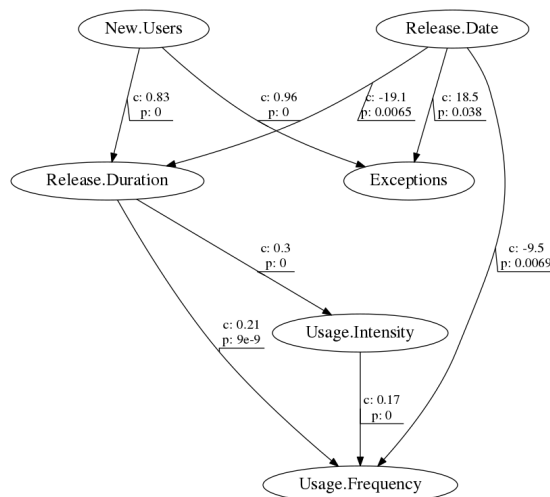 New.Users
Release.Date
c: 0.83
p: 0
c: 0.96
p: 0
c: -19.1
p: 0.0065
c: 18.5
p: 0.038
Release.Duration
Exceptions
c: 0.3
p: 0
c: -9.5
p: 0.0069
c: 0.21
p: 9e-9
Usage.Intensity
c: 0.17
p: 0
Usage.Frequency